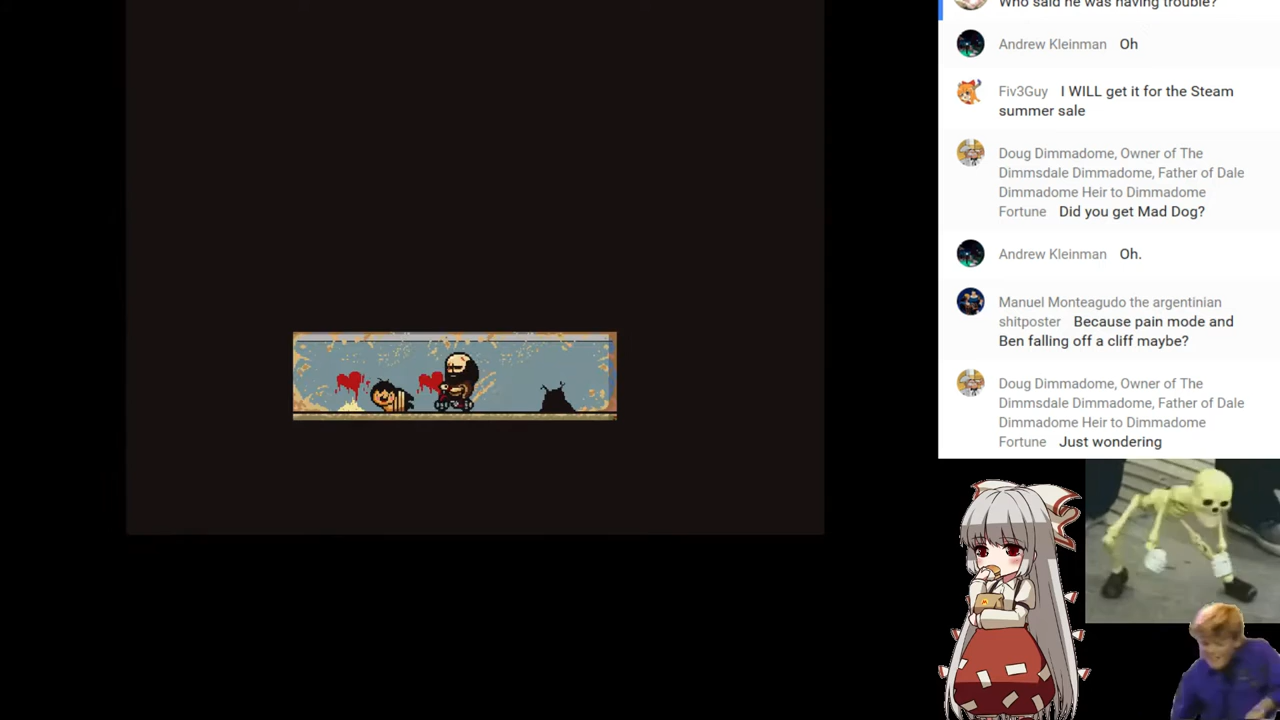 Who said he was having trouble?
Andrew Kleinman Oh
Fiv3Guy I WILL get it for the Steam
summer sale
Doug Dimmadome, Owner of The
Dimmsdale Dimmadome, Father of Dale
Dimmadome Heir to Dimmadome
Fortune Did you get Mad Dog?
Andrew Kleinman Oh.
Manuel Monteagudo the argentinian
shitposter Because pain mode and
Ben falling off a cliff maybe?
Doug Dimmadome, Owner of The
Dimmsdale Dimmadome, Father of Dale
Dimmadome Heir to Dimmadome
Fortune Just wondering